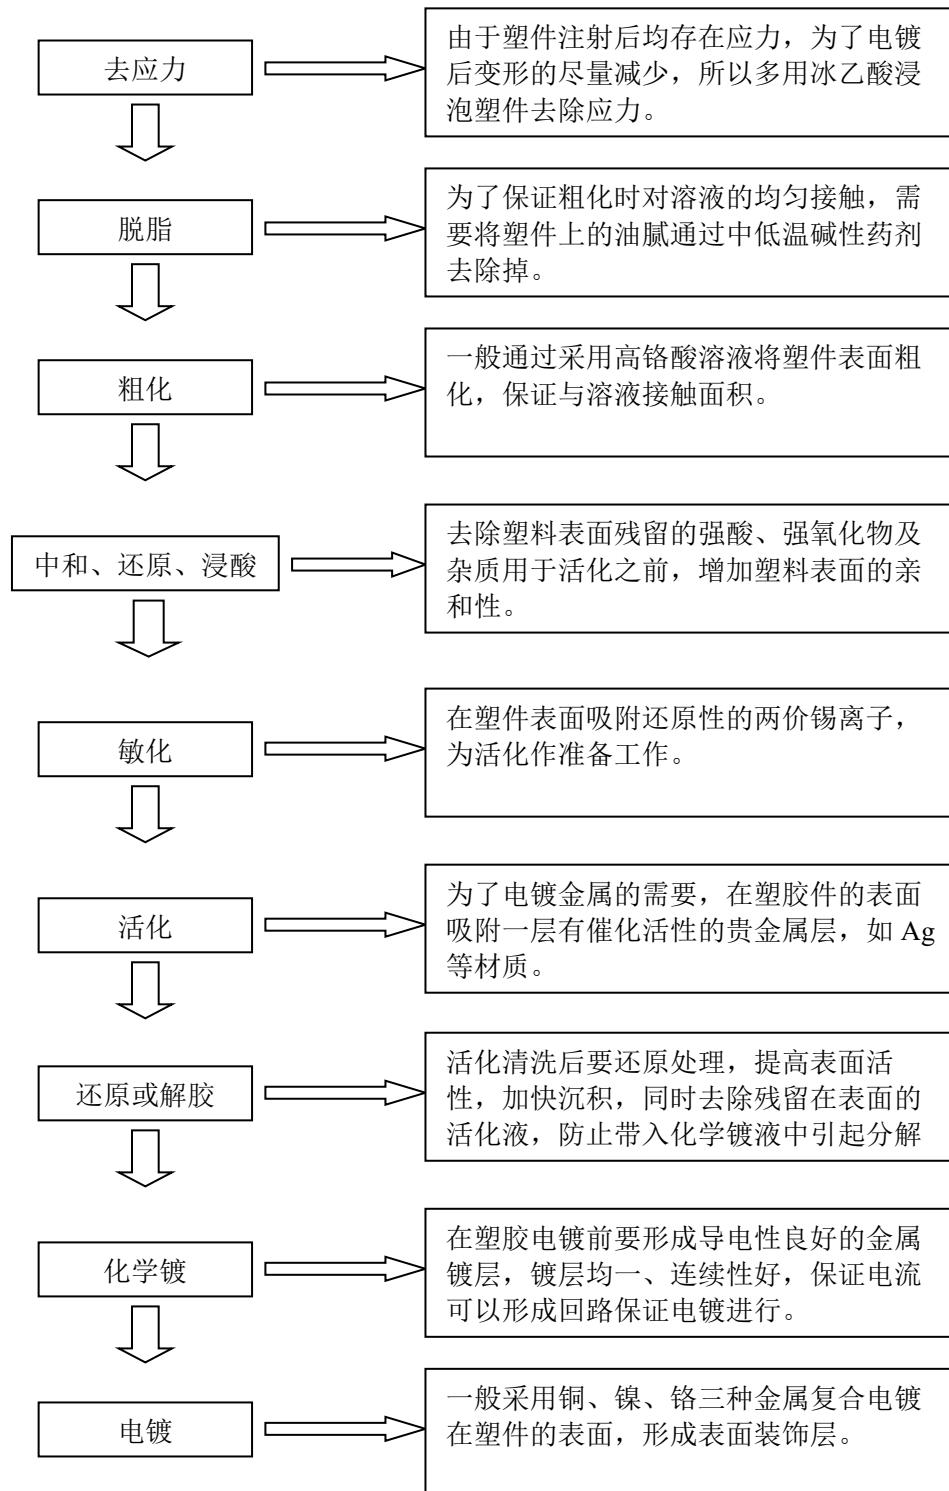 去应力
由于塑件注射后均存在应力，为了电镀
后变形的尽量减少，所以多用冰乙酸浸
泡塑件去除应力。
脱脂
为了保证粗化时对溶液的均匀接触，需
要将塑件上的油腻通过中低温碱性药剂
去除掉。
粗化
一般通过采用高铬酸溶液将塑件表面粗
化，保证与溶液接触面积。
中和、还原、浸酸
去除塑料表面残留的强酸、强氧化物及
杂质用于活化之前，增加塑料表面的亲
和性。
敏化
在塑件表面吸附还原性的两价锡离子，
为活化作准备工作。
活化
为了电镀金属的需要，在塑胶件的表面
吸附一层有催化活性的贵金属层，如 Ag
等材质。
还原或解胶
活化清洗后要还原处理，提高表面活
性，加快沉积，同时去除残留在表面的
活化液，防止带入化学镀液中引起分解
化学镀
在塑胶电镀前要形成导电性良好的金属
镀层，镀层均一、连续性好，保证电流
可以形成回路保证电镀进行。
电镀
一般采用铜、镍、铬三种金属复合电镀
在塑件的表面，形成表面装饰层。